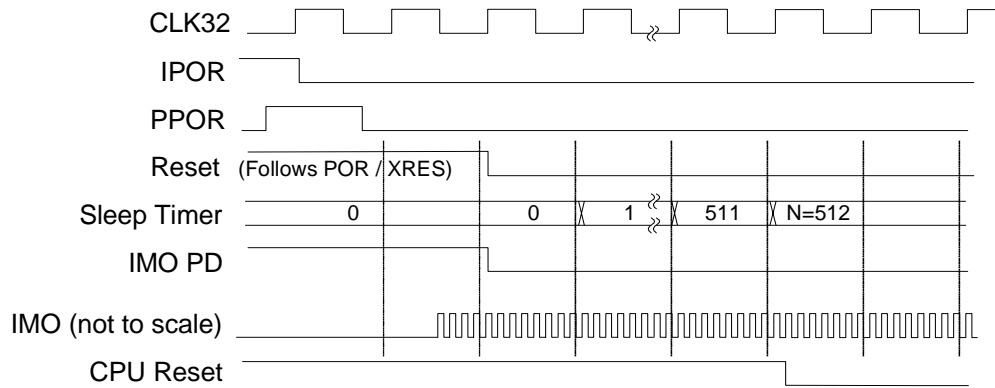 CLK32
IPOR
PPOR
Reset (Follows POR / XRES)
Sleep Timer 0 0 1 511 N=512
IMO PD
IMO (not to scale)
CPU Reset